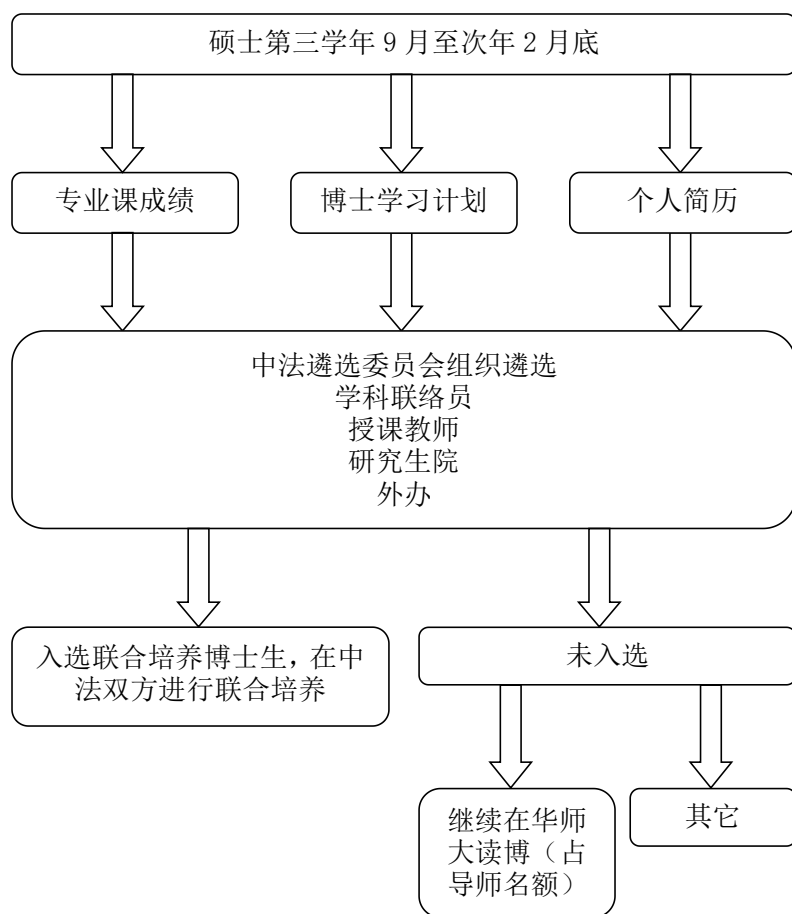 硕士第三学年9月至次年2月底
专业课成绩
博士学习计划
个人简历
中法遴选委员会组织遴选
学科联络员
授课教师
研究生院
外办
入选联合培养博士生，在中
法双方进行联合培养
未入选
继续在华师
大读博（占
导师名额）
其它